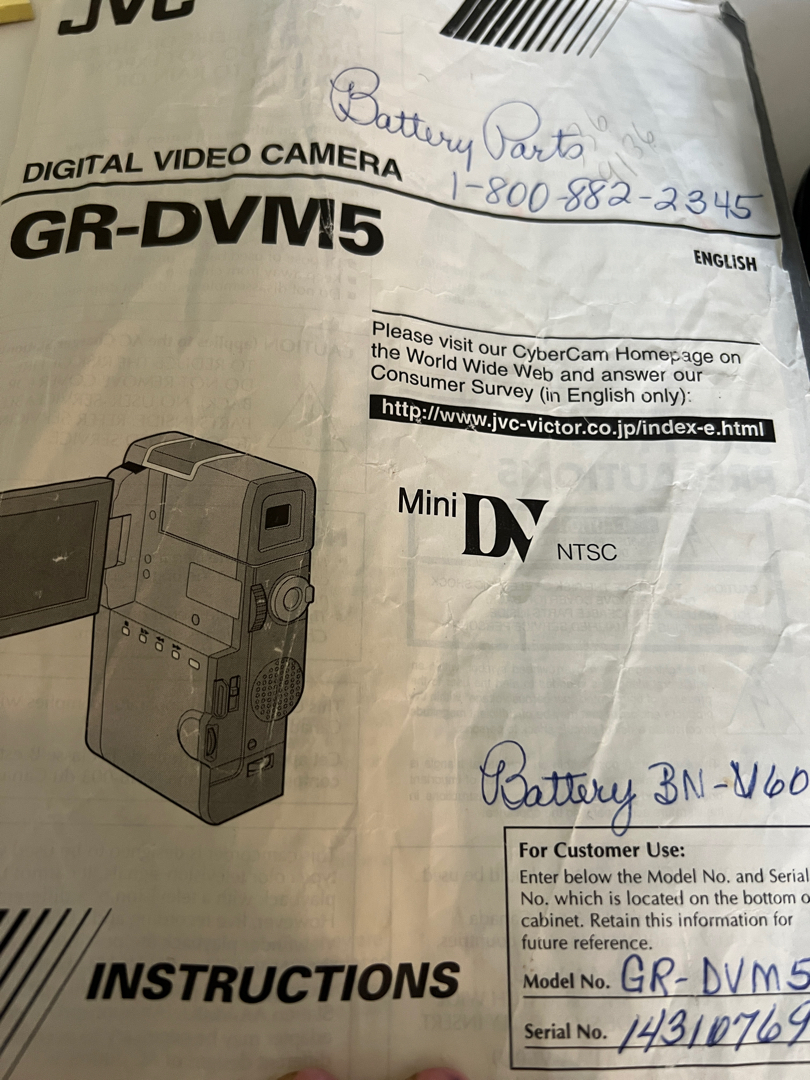 JVC
Battery Parts
1-800-882-2345
DIGITAL VIDEO CAMERA
GR-DVM5
ENGLISH
Please visit our CyberCam Homepage on
the World Wide Web and answer our
Consumer Survey (in English only):
http://www.jvc-victor.co.jp/index-e.html
Mini DV NTSC
Battery BN-V60
For Customer Use:
Enter below the Model No. and Serial
No. which is located on the bottom o
cabinet. Retain this information for
future reference.
Model No. GR-DVM5
Serial No. 14310769
INSTRUCTIONS